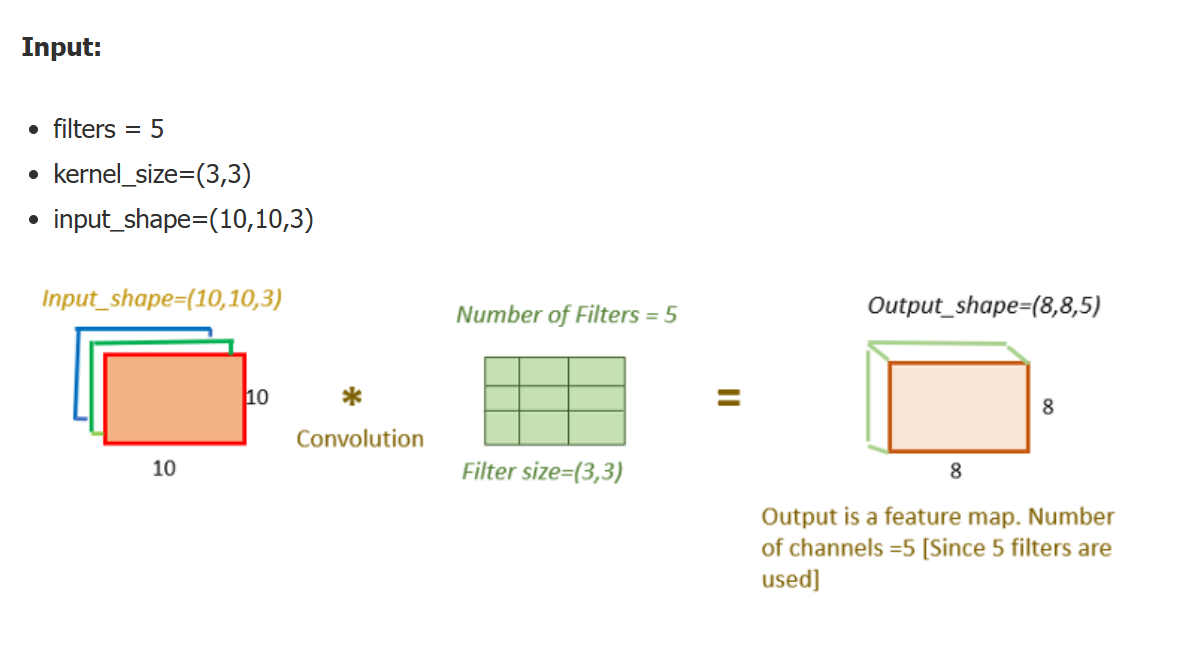 Input:
• filters = 5
• kernel_size=(3,3)
• input_shape=(10,10,3)
Input_shape=(10,10,3)
10
10
*
Convolution
Number of Filters = 5
Filter size=(3,3)
=
Output_shape=(8,8,5)
8
8
Output is a feature map. Number
of channels =5 [Since 5 filters are
used]